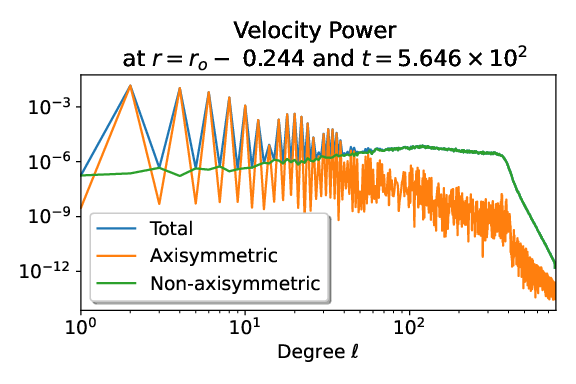 Velocity Power
at r = r_o − 0.244 and t = 5.646 × 10^2
10^−3
10^−6
10^−9
10^−12
Total
Axisymmetric
Non-axisymmetric
10^0 10^1 10^2
Degree ℓ